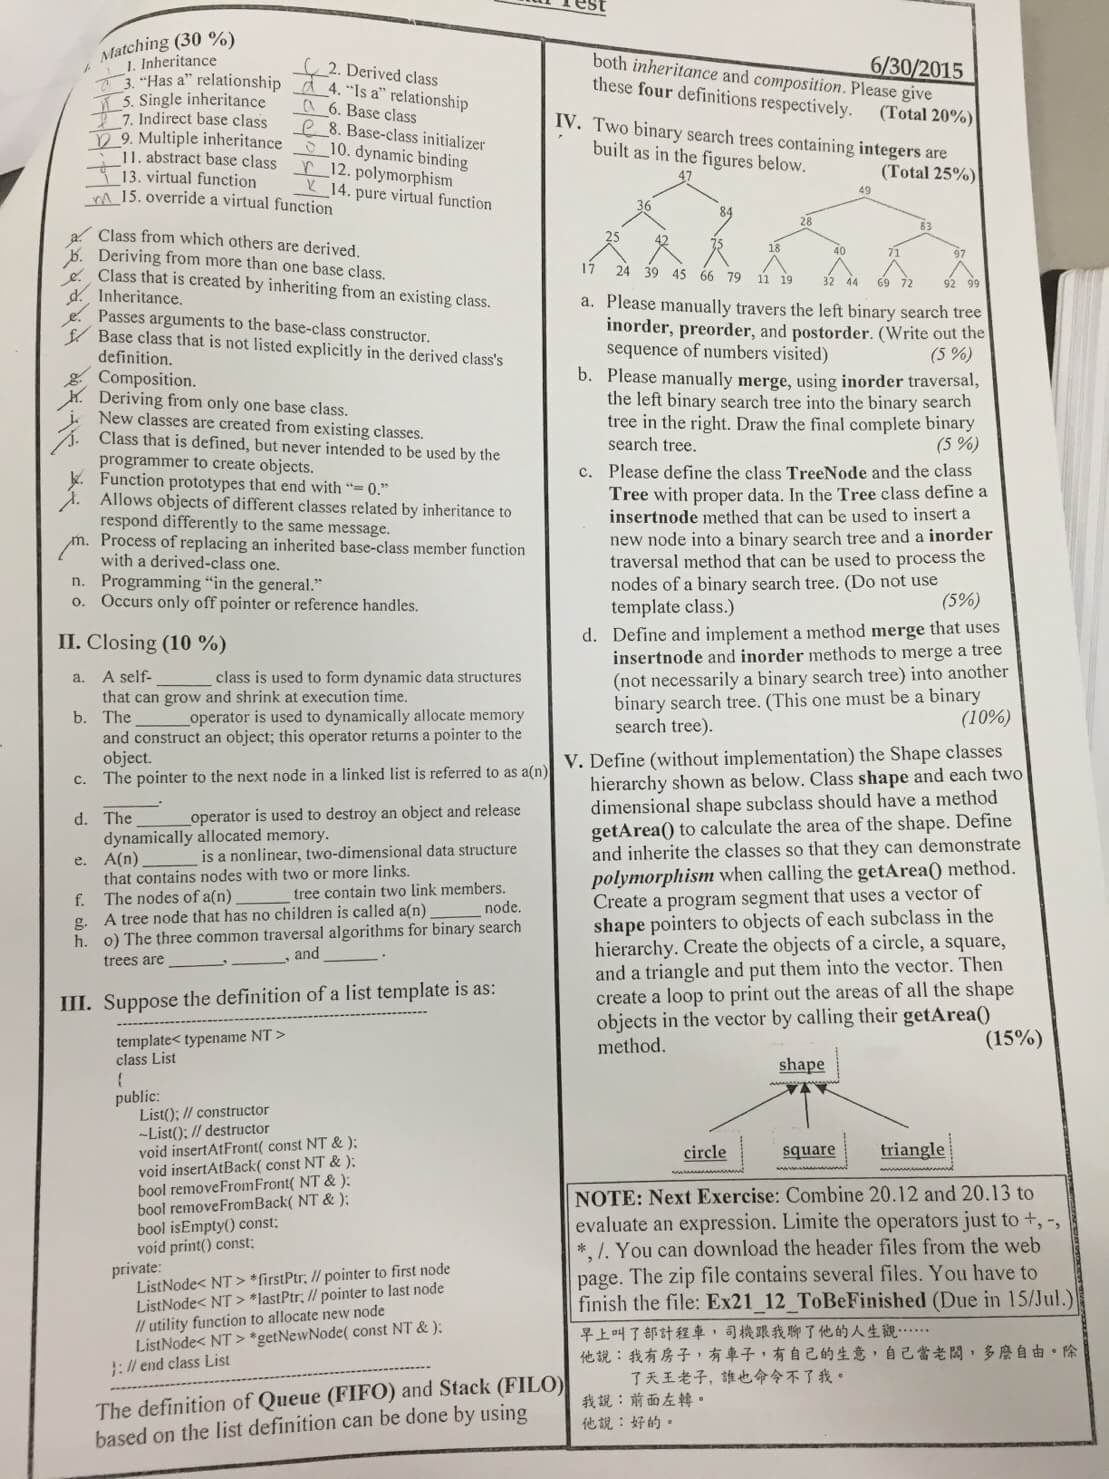 Test
Matching (30 %)
1. Inheritance
c 2. Derived class
3. “Has a” relationship
d 4. “Is a” relationship
5. Single inheritance
a 6. Base class
7. Indirect base class
e 8. Base-class initializer
9. Multiple inheritance
o 10. dynamic binding
11. abstract base class
12. polymorphism
13. virtual function
k 14. pure virtual function
m 15. override a virtual function
a. Class from which others are derived.
b. Deriving from more than one base class.
c. Class that is created by inheriting from an existing class.
d. Inheritance.
e. Passes arguments to the base-class constructor.
f. Base class that is not listed explicitly in the derived class's
definition.
g. Composition.
h. Deriving from only one base class.
i. New classes are created from existing classes.
j. Class that is defined, but never intended to be used by the
programmer to create objects.
k. Function prototypes that end with “= 0.”
l. Allows objects of different classes related by inheritance to
respond differently to the same message.
m. Process of replacing an inherited base-class member function
with a derived-class one.
n. Programming “in the general.”
o. Occurs only off pointer or reference handles.
II. Closing (10 %)
a. A self- ______ class is used to form dynamic data structures
that can grow and shrink at execution time.
b. The ______operator is used to dynamically allocate memory
and construct an object; this operator returns a pointer to the
object.
c. The pointer to the next node in a linked list is referred to as a(n)
______.
d. The ______operator is used to destroy an object and release
dynamically allocated memory.
e. A(n) ______ is a nonlinear, two-dimensional data structure
that contains nodes with two or more links.
f. The nodes of a(n) ______ tree contain two link members.
g. A tree node that has no children is called a(n) ______ node.
h. o) The three common traversal algorithms for binary search
trees are ______, ______, and ______ .
III. Suppose the definition of a list template is as:
template< typename NT >
class List
{
public:
List(); // constructor
~List(); // destructor
void insertAtFront( const NT & );
void insertAtBack( const NT & );
bool removeFromFront( NT & );
bool removeFromBack( NT & );
bool isEmpty() const;
void print() const;
private:
ListNode< NT > *firstPtr; // pointer to first node
ListNode< NT > *lastPtr; // pointer to last node
// utility function to allocate new node
ListNode< NT > *getNewNode( const NT & );
}; // end class List
The definition of Queue (FIFO) and Stack (FILO)
based on the list definition can be done by using
6/30/2015
both inheritance and composition. Please give
these four definitions respectively. (Total 20%)
IV. Two binary search trees containing integers are
built as in the figures below. (Total 25%)
47
36 84
25 42 75
17 24 39 45 66 79
49
28 83
18 40 71 97
11 19 32 44 69 72 92 99
a. Please manually travers the left binary search tree
inorder, preorder, and postorder. (Write out the
sequence of numbers visited) (5 %)
b. Please manually merge, using inorder traversal,
the left binary search tree into the binary search
tree in the right. Draw the final complete binary
search tree. (5 %)
c. Please define the class TreeNode and the class
Tree with proper data. In the Tree class define a
insertnode methed that can be used to insert a
new node into a binary search tree and a inorder
traversal method that can be used to process the
nodes of a binary search tree. (Do not use
template class.) (5%)
d. Define and implement a method merge that uses
insertnode and inorder methods to merge a tree
(not necessarily a binary search tree) into another
binary search tree. (This one must be a binary
search tree). (10%)
V. Define (without implementation) the Shape classes
hierarchy shown as below. Class shape and each two
dimensional shape subclass should have a method
getArea() to calculate the area of the shape. Define
and inherite the classes so that they can demonstrate
polymorphism when calling the getArea() method.
Create a program segment that uses a vector of
shape pointers to objects of each subclass in the
hierarchy. Create the objects of a circle, a square,
and a triangle and put them into the vector. Then
create a loop to print out the areas of all the shape
objects in the vector by calling their getArea()
method. (15%)
shape
circle square triangle
NOTE: Next Exercise: Combine 20.12 and 20.13 to
evaluate an expression. Limite the operators just to +, -,
*, /. You can download the header files from the web
page. The zip file contains several files. You have to
finish the file: Ex21_12_ToBeFinished (Due in 15/Jul.)
早上叫了部計程車，司機跟我聊了他的人生觀⋯⋯
他說：我有房子，有車子，有自己的生意，自己當老闆，多麼自由。除
了天王老子, 誰也命令不了我。
我說：前面左轉。
他說：好的。